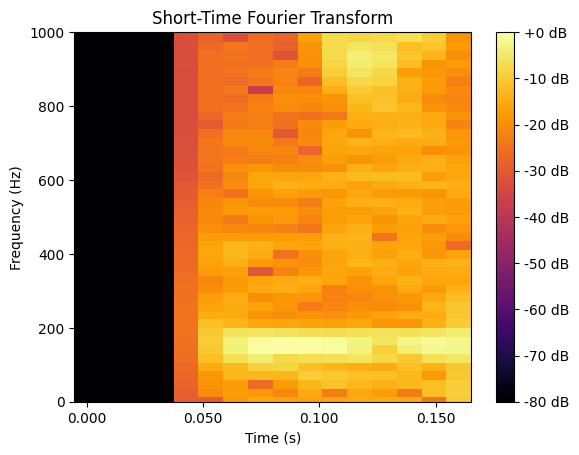 Short-Time Fourier Transform
1000
800
600
400
200
0
Frequency (Hz)
0.000
0.050
0.100
0.150
Time (s)
+0 dB
-10 dB
-20 dB
-30 dB
-40 dB
-50 dB
-60 dB
-70 dB
-80 dB